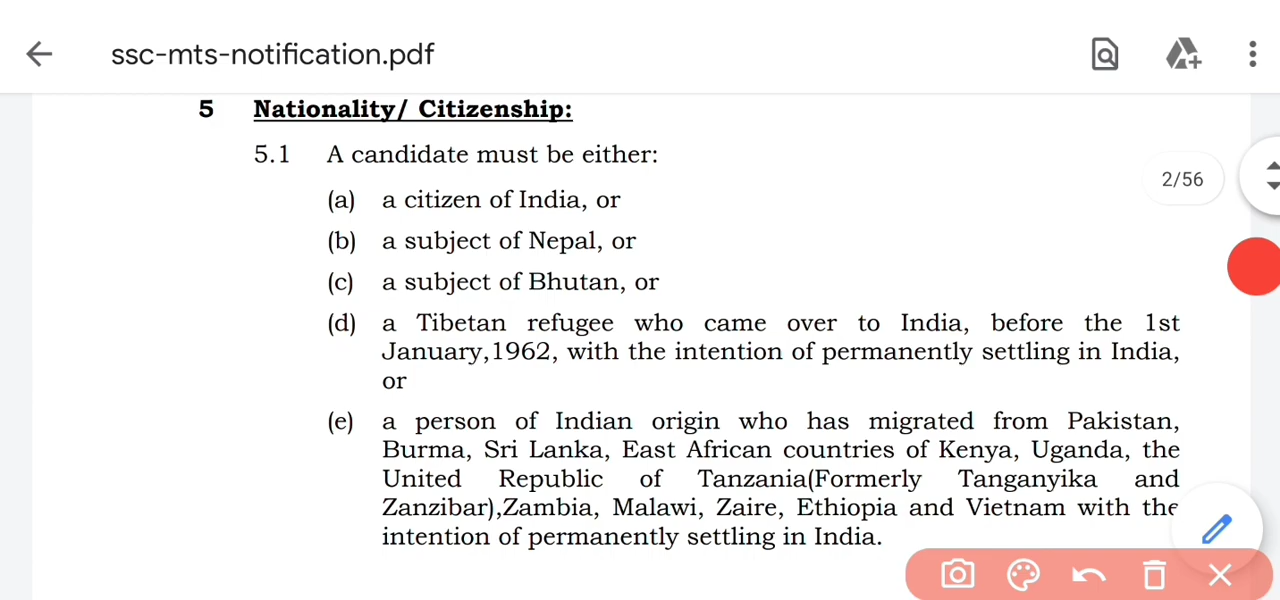 ssc-mts-notification.pdf
5 Nationality/ Citizenship:
5.1 A candidate must be either:
2/56
(a) a citizen of India, or
(b) a subject of Nepal, or
(c) a subject of Bhutan, or
(d) a Tibetan refugee who came over to India, before the 1st
January,1962, with the intention of permanently settling in India,
or
(e) a person of Indian origin who has migrated from Pakistan,
Burma, Sri Lanka, East African countries of Kenya, Uganda, the
United Republic of Tanzania(Formerly Tanganyika and
Zanzibar),Zambia, Malawi, Zaire, Ethiopia and Vietnam with the
intention of permanently settling in India.